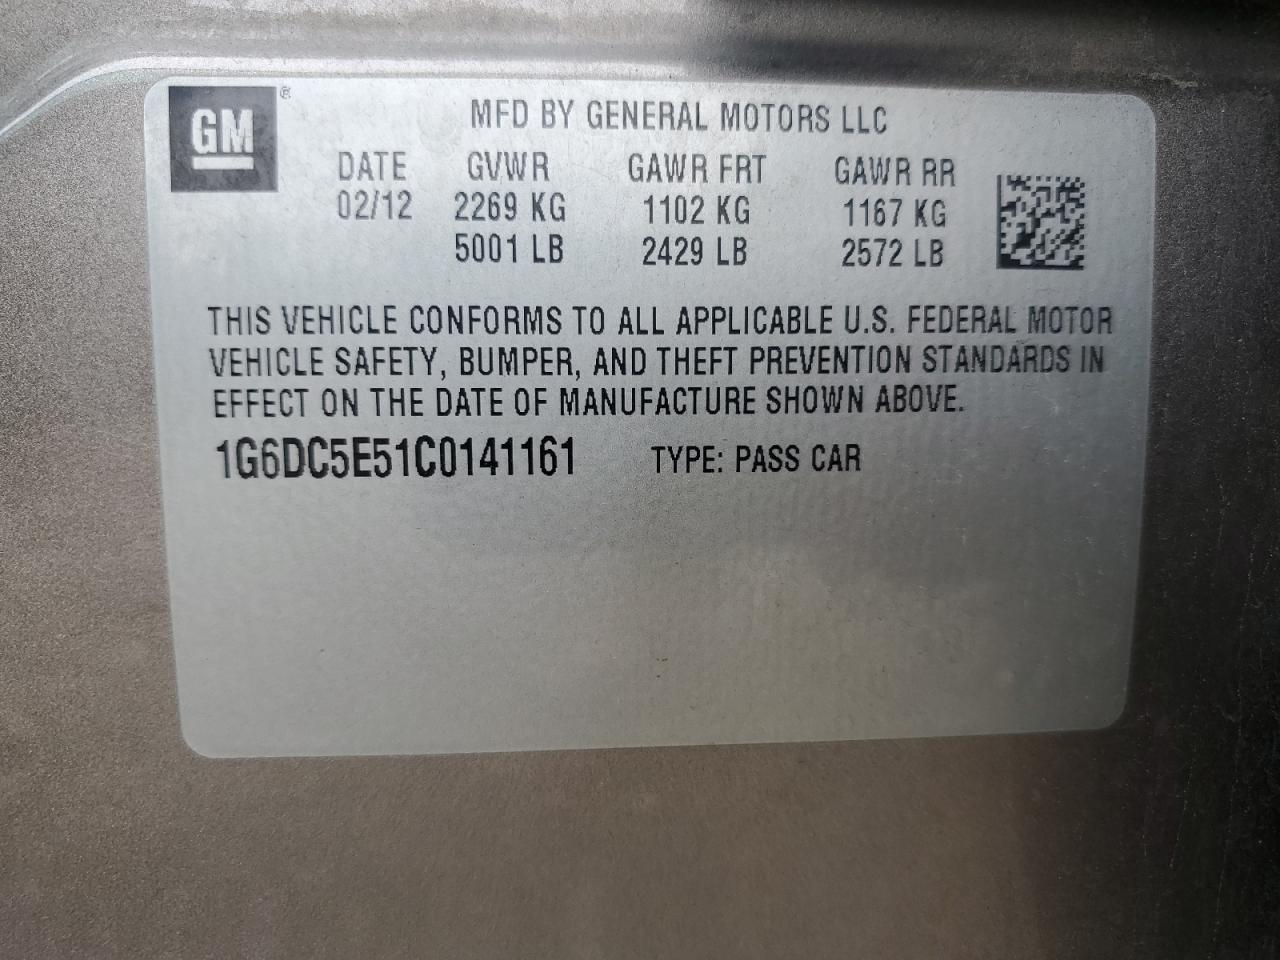 GM®
MFD BY GENERAL MOTORS LLC
DATE GVWR GAWR FRT GAWR RR
02/12 2269 KG 1102 KG 1167 KG
5001 LB 2429 LB 2572 LB
THIS VEHICLE CONFORMS TO ALL APPLICABLE U.S. FEDERAL MOTOR
VEHICLE SAFETY, BUMPER, AND THEFT PREVENTION STANDARDS IN
EFFECT ON THE DATE OF MANUFACTURE SHOWN ABOVE.
1G6DC5E51C0141161 TYPE: PASS CAR